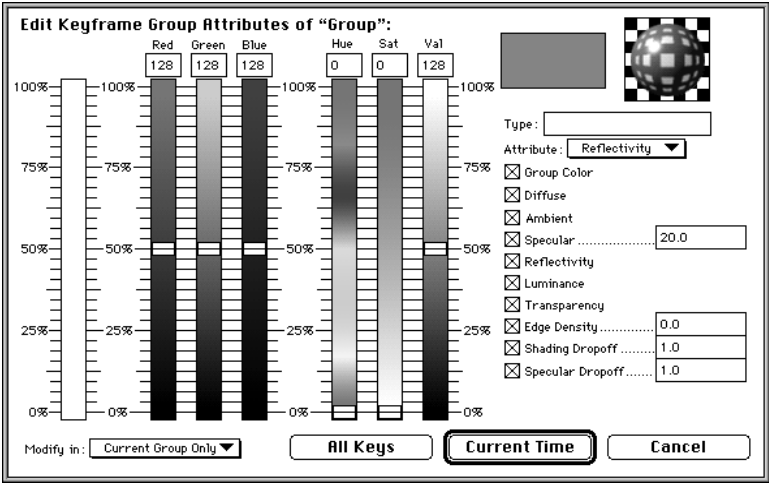 Edit Keyframe Group Attributes of “Group”:
Red Green Blue Hue Sat Val
128 128 128 0 0 128
100% 100% 100% 100%
75% 75% 75% 75%
50% 50% 50% 50%
25% 25% 25% 25%
0% 0% 0% 0%
Type:
Attribute: Reflectivity
Group Color
Diffuse
Ambient
Specular .................. 20.0
Reflectivity
Luminance
Transparency
Edge Density ............. 0.0
Shading Dropoff ........ 1.0
Specular Dropoff ...... 1.0
Modify in: Current Group Only
All Keys Current Time Cancel